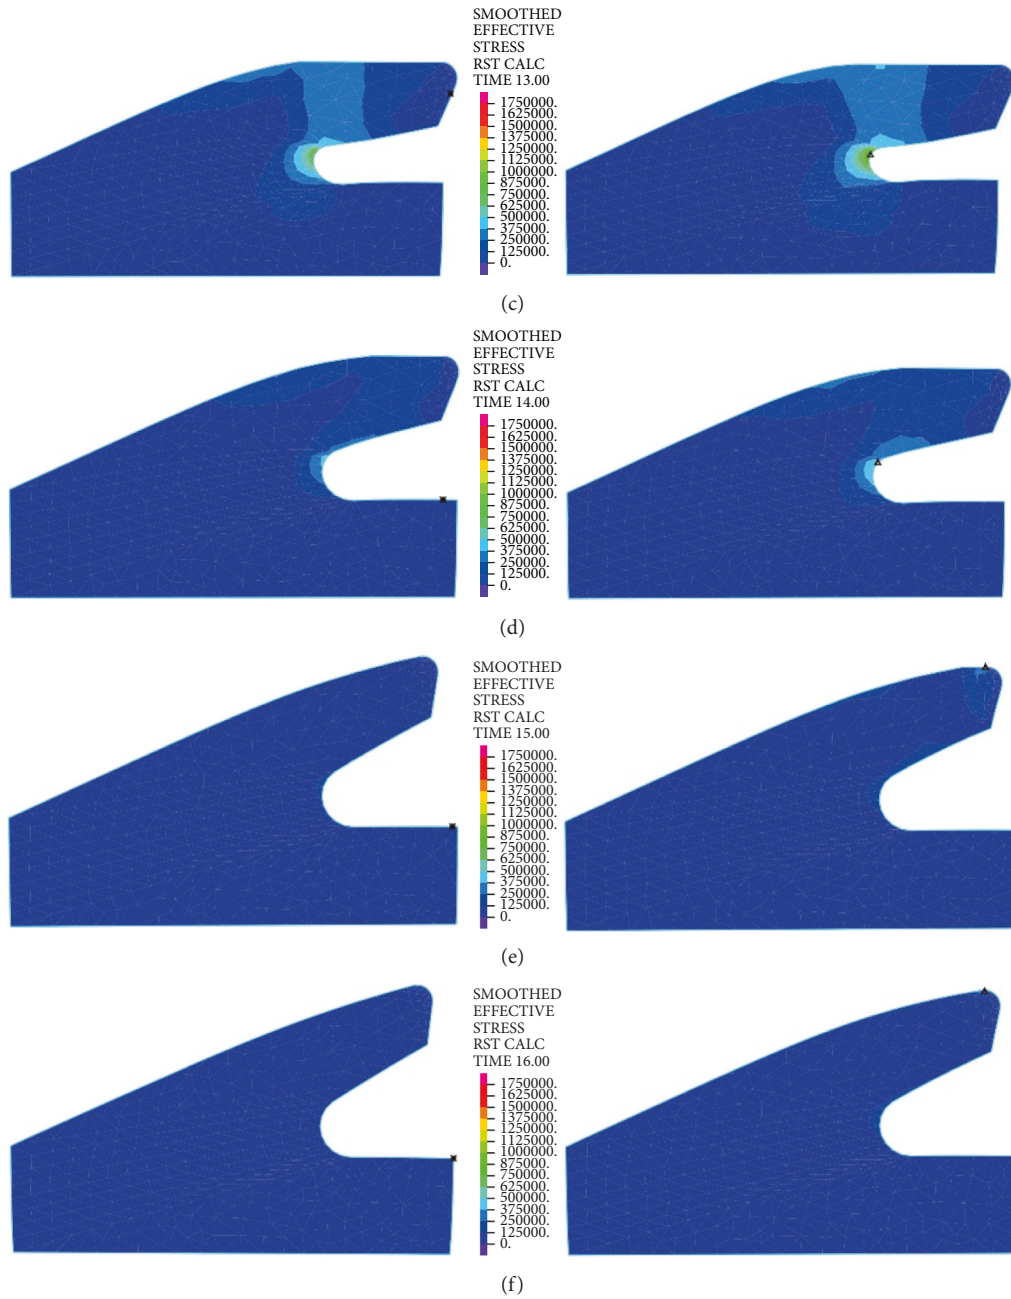 SMOOTHED
EFFECTIVE
STRESS
RST CALC
TIME 13.00
1750000.
1625000.
1500000.
1375000.
1250000.
1125000.
1000000.
875000.
750000.
625000.
500000.
375000.
250000.
125000.
0.
(c)
SMOOTHED
EFFECTIVE
STRESS
RST CALC
TIME 14.00
1750000.
1625000.
1500000.
1375000.
1250000.
1125000.
1000000.
875000.
750000.
625000.
500000.
375000.
250000.
125000.
0.
(d)
SMOOTHED
EFFECTIVE
STRESS
RST CALC
TIME 15.00
1750000.
1625000.
1500000.
1375000.
1250000.
1125000.
1000000.
875000.
750000.
625000.
500000.
375000.
250000.
125000.
0.
(e)
SMOOTHED
EFFECTIVE
STRESS
RST CALC
TIME 16.00
1750000.
1625000.
1500000.
1375000.
1250000.
1125000.
1000000.
875000.
750000.
625000.
500000.
375000.
250000.
125000.
0.
(f)